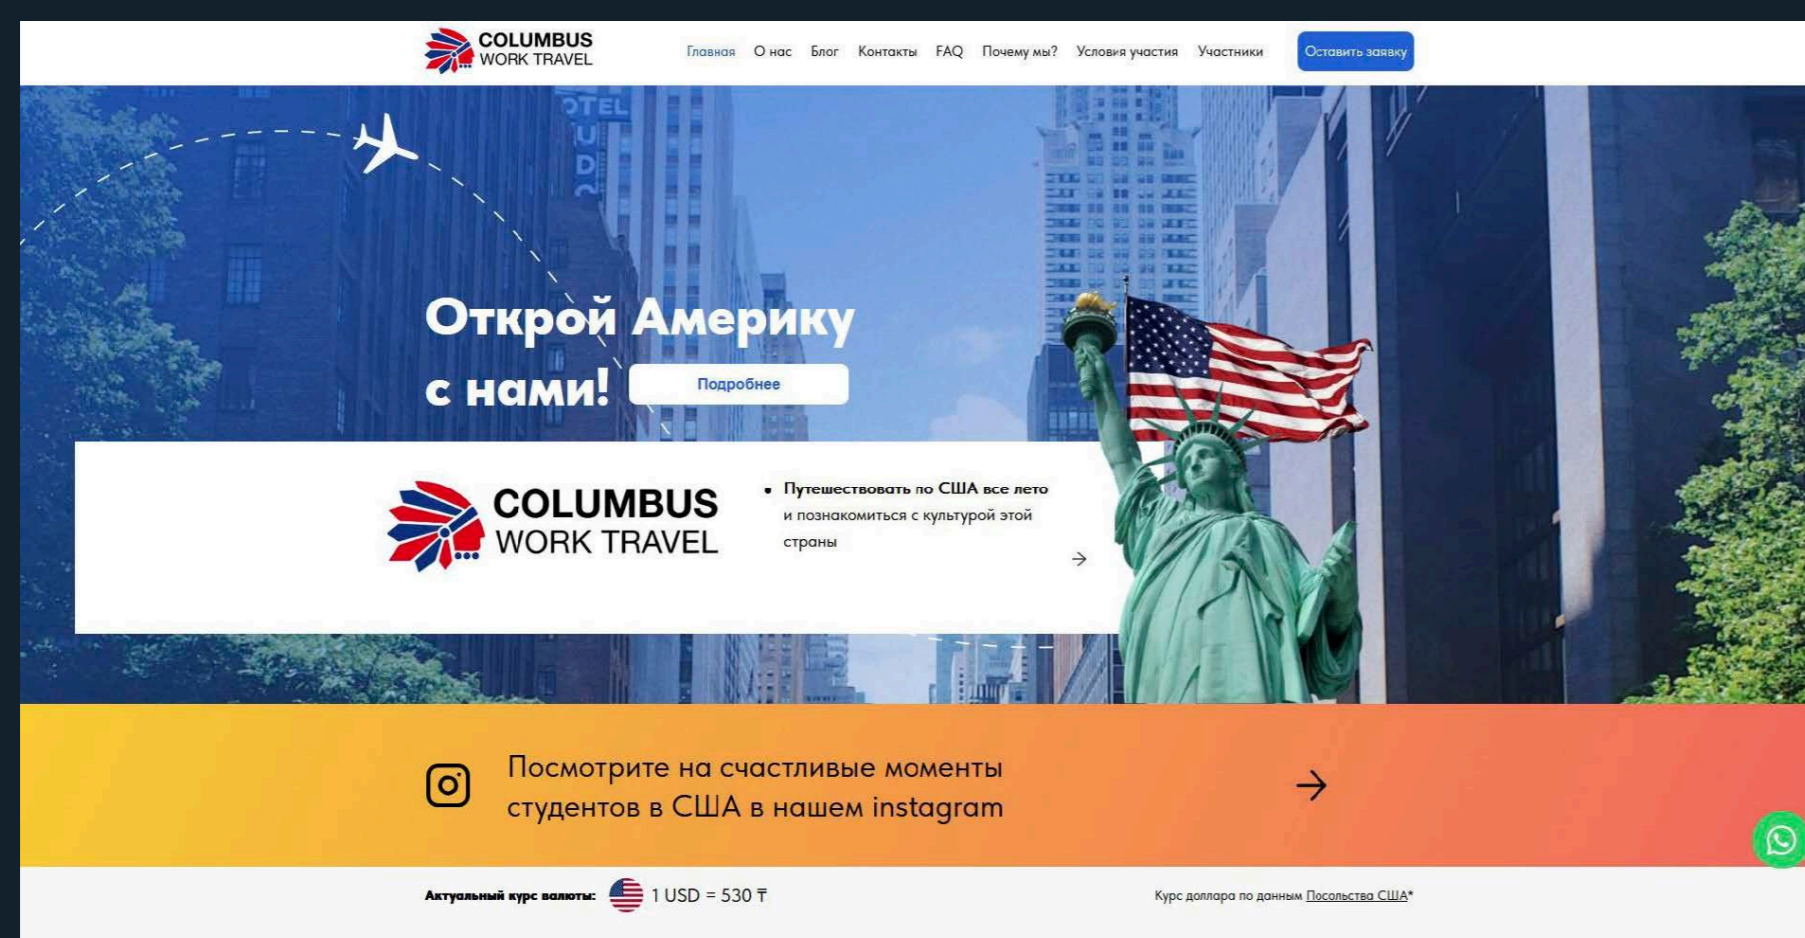 COLUMBUS
WORK TRAVEL
Главная О нас Блог Контакты FAQ Почему мы? Условия участия Участники Оставить заявку
OTEL
UD
Открой Америку
с нами! Подробнее
COLUMBUS
WORK TRAVEL
• Путешествовать по США все лето
и познакомиться с культурой этой
страны
Посмотрите на счастливые моменты
студентов в США в нашем instagram
Актуальный курс валюты: 1 USD = 530 ₸
Курс доллара по данным Посольства США*